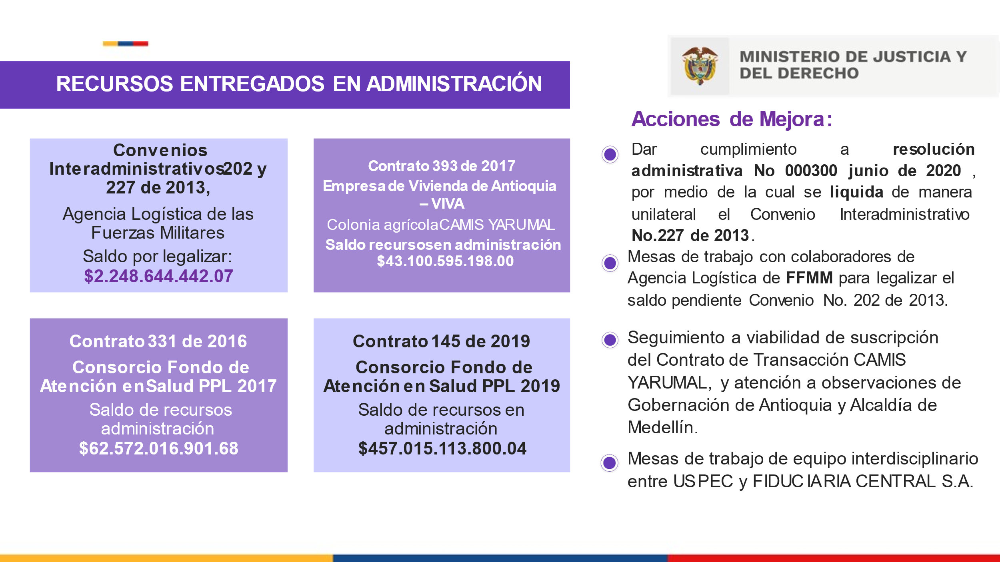 MINISTERIO DE JUSTICIA Y
DEL DERECHO
RECURSOS ENTREGADOS EN ADMINISTRACIÓN
Convenios
Interadministrativos 202 y
227 de 2013,
Agencia Logística de las
Fuerzas Militares
Saldo por legalizar:
$2.248.644.442.07
Contrato 393 de 2017
Empresa de Vivienda de Antioquia
– VIVA
Colonia agrícola CAMIS YARUMAL
Saldo recursos en administración
$43.100.595.198.00
Contrato 331 de 2016
Consorcio Fondo de
Atención en Salud PPL 2017
Saldo de recursos
administración
$62.572.016.901.68
Contrato 145 de 2019
Consorcio Fondo de
Atención en Salud PPL 2019
Saldo de recursos en
administración
$457.015.113.800.04
Acciones de Mejora:
Dar cumplimiento a resolución
administrativa No 000300 junio de 2020 ,
por medio de la cual se liquida de manera
unilateral el Convenio Interadministrativo
No.227 de 2013.
Mesas de trabajo con colaboradores de
Agencia Logística de FFMM para legalizar el
saldo pendiente Convenio No. 202 de 2013.
Seguimiento a viabilidad de suscripción
del Contrato de Transacción CAMIS
YARUMAL, y atención a observaciones de
Gobernación de Antioquia y Alcaldía de
Medellín.
Mesas de trabajo de equipo interdisciplinario
entre USPEC y FIDUCIARIA CENTRAL S.A.